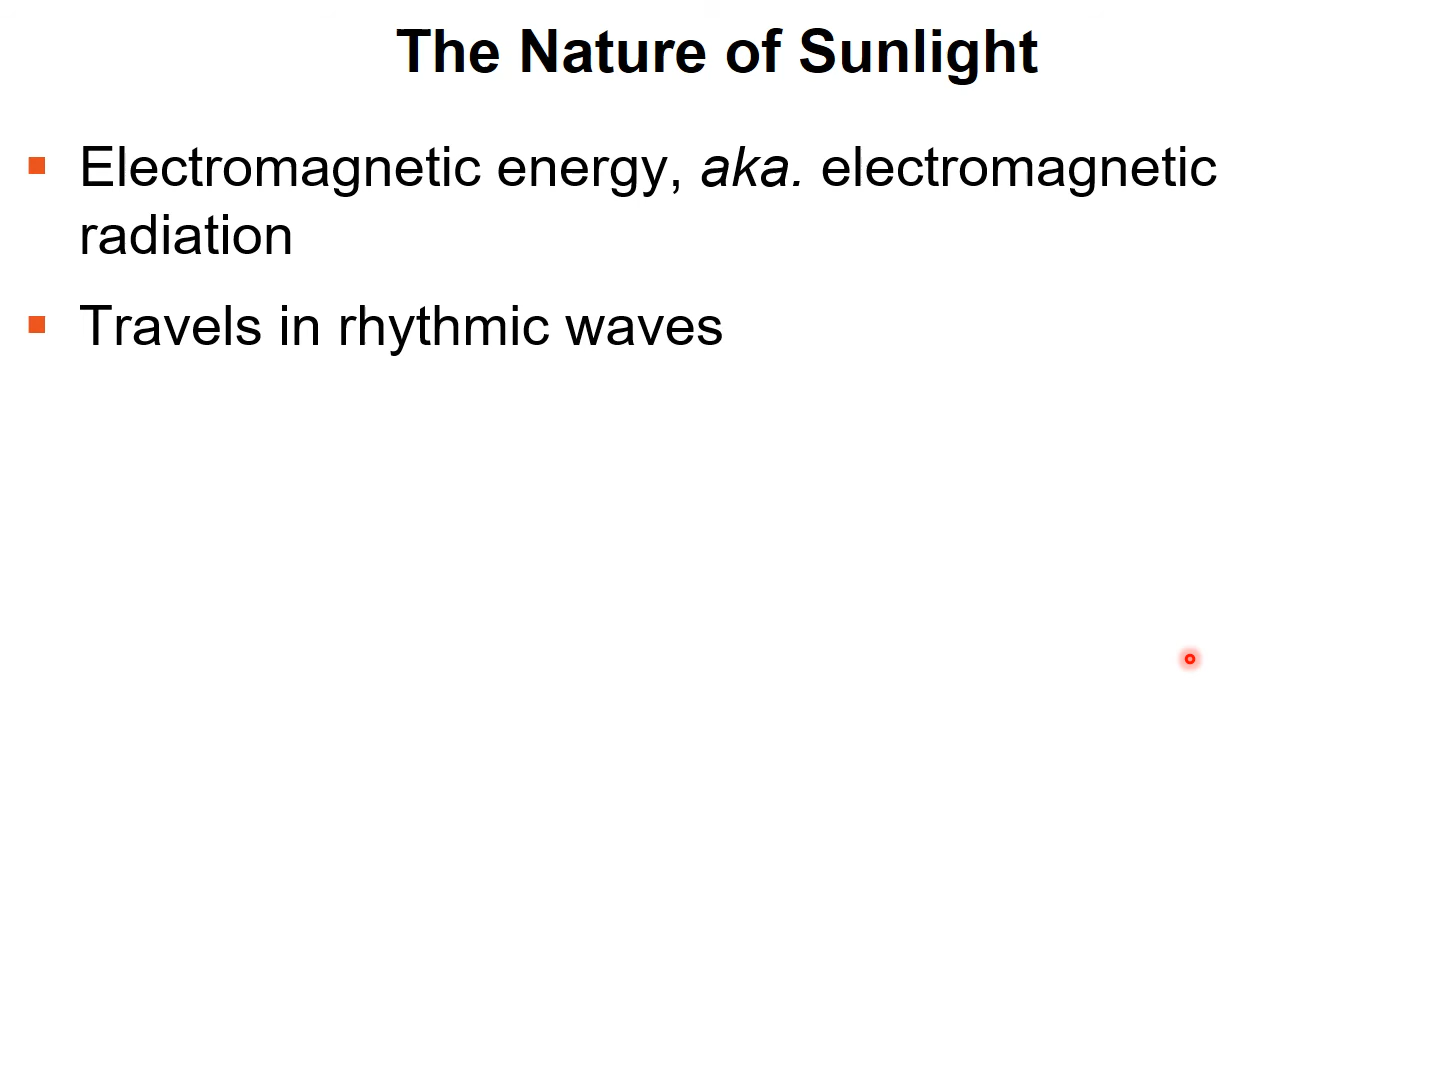 The Nature of Sunlight
Electromagnetic energy, aka. electromagnetic
radiation
Travels in rhythmic waves